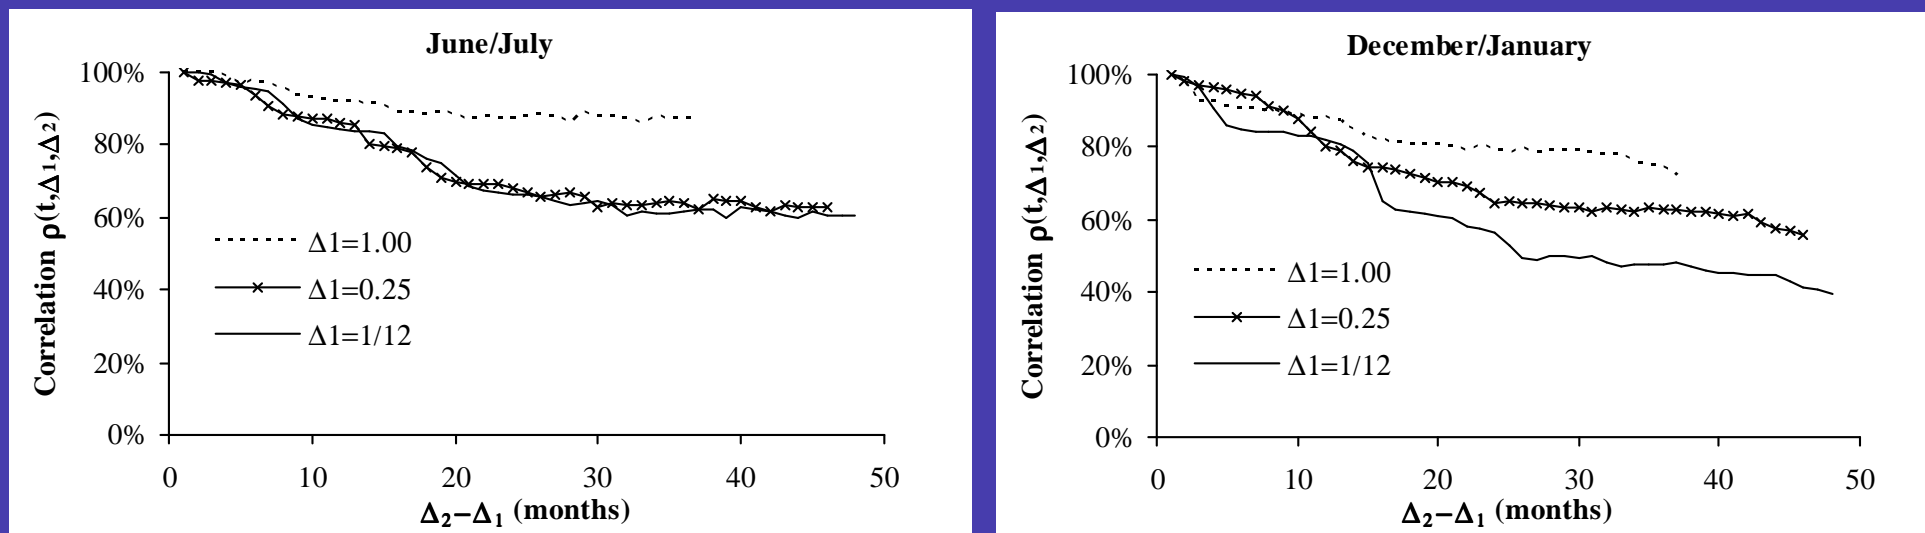 June/July
Correlation ρ(t,Δ1,Δ2)
100%
80%
60%
40%
20%
0%
Δ1=1.00
Δ1=0.25
Δ1=1/12
0 10 20 30 40 50
Δ₂−Δ₁ (months)
December/January
Correlation ρ(t,Δ1,Δ2)
100%
80%
60%
40%
20%
0%
Δ1=1.00
Δ1=0.25
Δ1=1/12
0 10 20 30 40 50
Δ₂−Δ₁ (months)